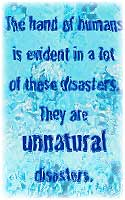 The hand of humans
is evident in a lot
of these disasters.
They are
unnatural
disasters.